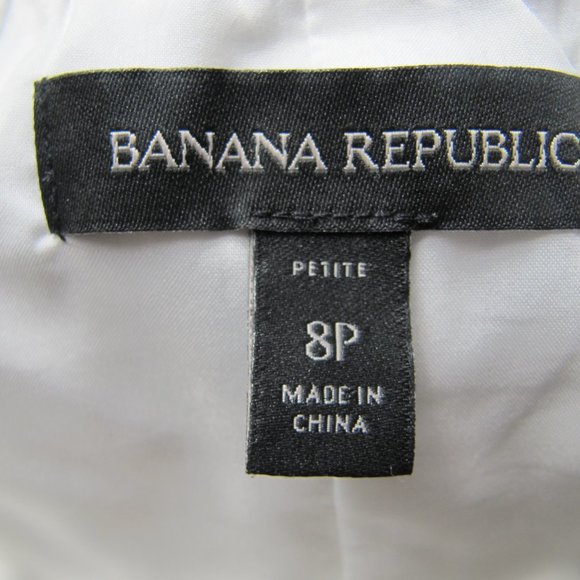 BANANA REPUBLIC
PETITE
8P
MADE IN
CHINA